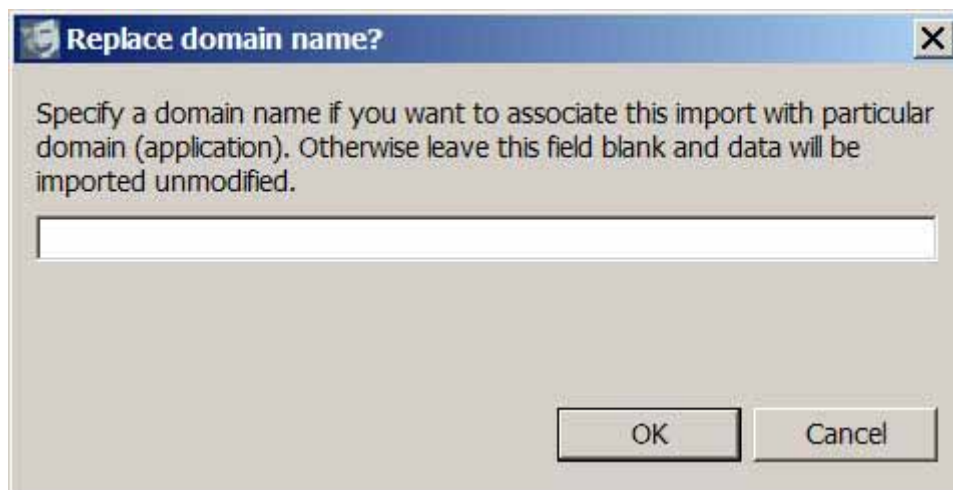 Replace domain name?
Specify a domain name if you want to associate this import with particular
domain (application). Otherwise leave this field blank and data will be
imported unmodified.
OK
Cancel